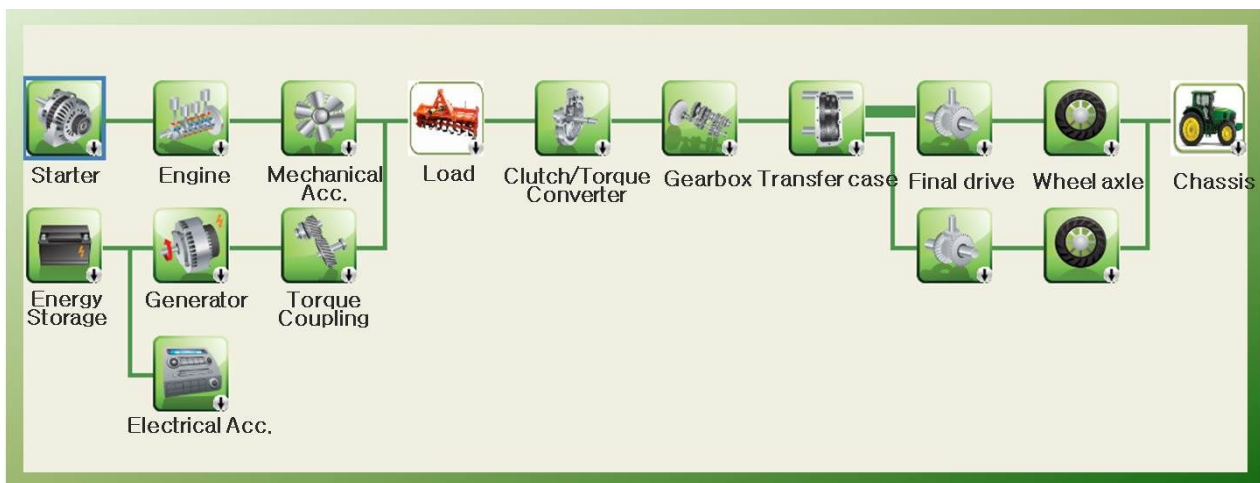 Starter
Engine
Mechanical
Acc.
Load
Clutch/Torque
Converter
Gearbox
Transfer case
Final drive
Wheel axle
Chassis
Energy
Storage
Generator
Torque
Coupling
Electrical Acc.